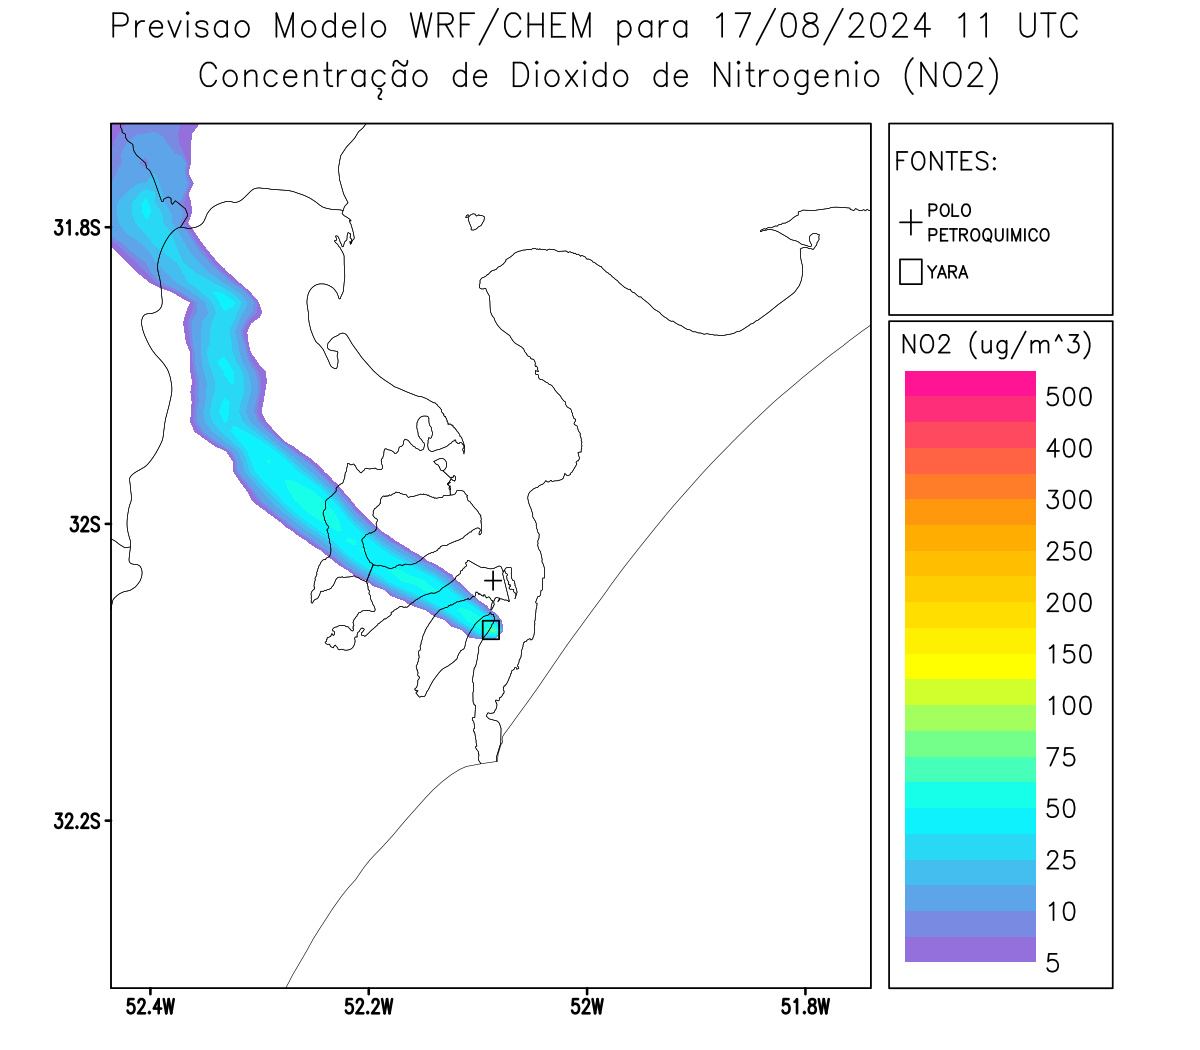 Previsao Modelo WRF/CHEM para 17/08/2024 11 UTC
Concentração de Dioxido de Nitrogenio (NO2)
FONTES:
POLO
PETROQUIMICO
YARA
NO2 (ug/m^3)
500
400
300
250
200
150
100
75
50
25
10
5
31.8S
32S
32.2S
52.4W
52.2W
52W
51.8W